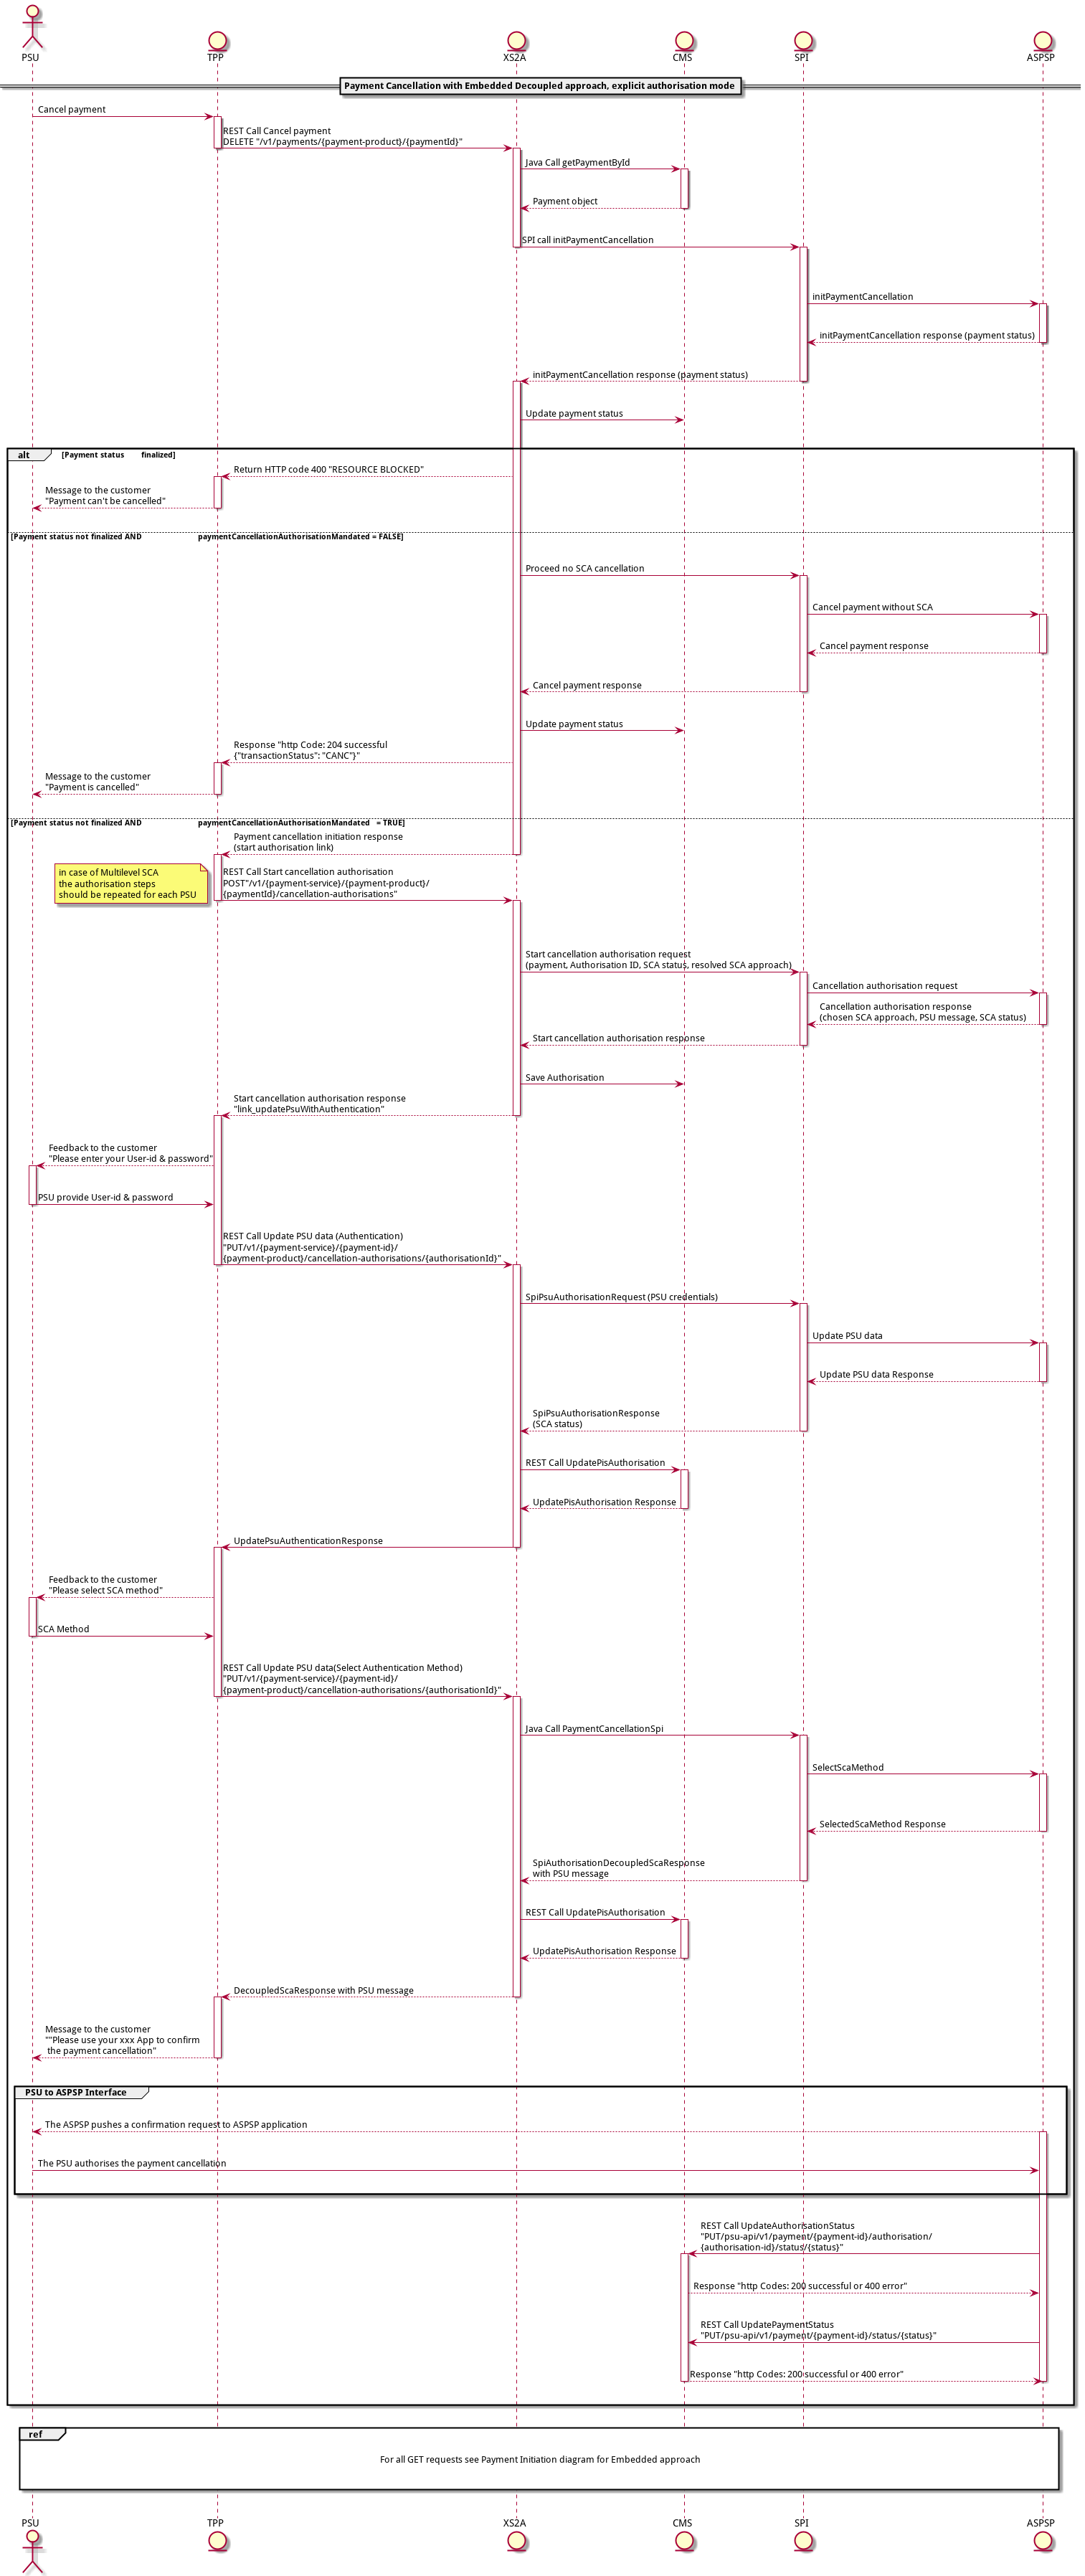 PSU
TPP
XS2A
CMS
SPI
ASPSP
Payment Cancellation with Embedded Decoupled approach, explicit authorisation mode
Cancel payment
REST Call Cancel payment
DELETE "/v1/payments/{payment-product}/{paymentId}"
Java Call getPaymentById
Payment object
SPI call initPaymentCancellation
initPaymentCancellation
initPaymentCancellation response (payment status)
initPaymentCancellation response (payment status)
Update payment status
alt [Payment status finalized]
Return HTTP code 400 "RESOURCE BLOCKED"
Message to the customer
"Payment can't be cancelled"
[Payment status not finalized AND paymentCancellationAuthorisationMandated = FALSE]
Proceed no SCA cancellation
Cancel payment without SCA
Cancel payment response
Cancel payment response
Update payment status
Response "http Code: 204 successful
{"transactionStatus": "CANC"}"
Message to the customer
"Payment is cancelled"
[Payment status not finalized AND paymentCancellationAuthorisationMandated = TRUE]
Payment cancellation initiation response
(start authorisation link)
in case of Multilevel SCA
the authorisation steps
should be repeated for each PSU
REST Call Start cancellation authorisation
POST"/v1/{payment-service}/{payment-product}/
{paymentId}/cancellation-authorisations"
Start cancellation authorisation request
(payment, Authorisation ID, SCA status, resolved SCA approach)
Cancellation authorisation request
Cancellation authorisation response
(chosen SCA approach, PSU message, SCA status)
Start cancellation authorisation response
Save Authorisation
Start cancellation authorisation response
"link_updatePsuWithAuthentication"
Feedback to the customer
"Please enter your User-id & password"
PSU provide User-id & password
REST Call Update PSU data (Authentication)
"PUT/v1/{payment-service}/{payment-id}/
{payment-product}/cancellation-authorisations/{authorisationId}"
SpiPsuAuthorisationRequest (PSU credentials)
Update PSU data
Update PSU data Response
SpiPsuAuthorisationResponse
(SCA status)
REST Call UpdatePisAuthorisation
UpdatePisAuthorisation Response
UpdatePsuAuthenticationResponse
Feedback to the customer
"Please select SCA method"
SCA Method
REST Call Update PSU data(Select Authentication Method)
"PUT/v1/{payment-service}/{payment-id}/
{payment-product}/cancellation-authorisations/{authorisationId}"
Java Call PaymentCancellationSpi
SelectScaMethod
SelectedScaMethod Response
SpiAuthorisationDecoupledScaResponse
with PSU message
REST Call UpdatePisAuthorisation
UpdatePisAuthorisation Response
DecoupledScaResponse with PSU message
Message to the customer
""Please use your xxx App to confirm
the payment cancellation"
PSU to ASPSP Interface
The ASPSP pushes a confirmation request to ASPSP application
The PSU authorises the payment cancellation
REST Call UpdateAuthorisationStatus
"PUT/psu-api/v1/payment/{payment-id}/authorisation/
{authorisation-id}/status/{status}"
Response "http Codes: 200 successful or 400 error"
REST Call UpdatePaymentStatus
"PUT/psu-api/v1/payment/{payment-id}/status/{status}"
Response "http Codes: 200 successful or 400 error"
ref
For all GET requests see Payment Initiation diagram for Embedded approach
PSU
TPP
XS2A
CMS
SPI
ASPSP